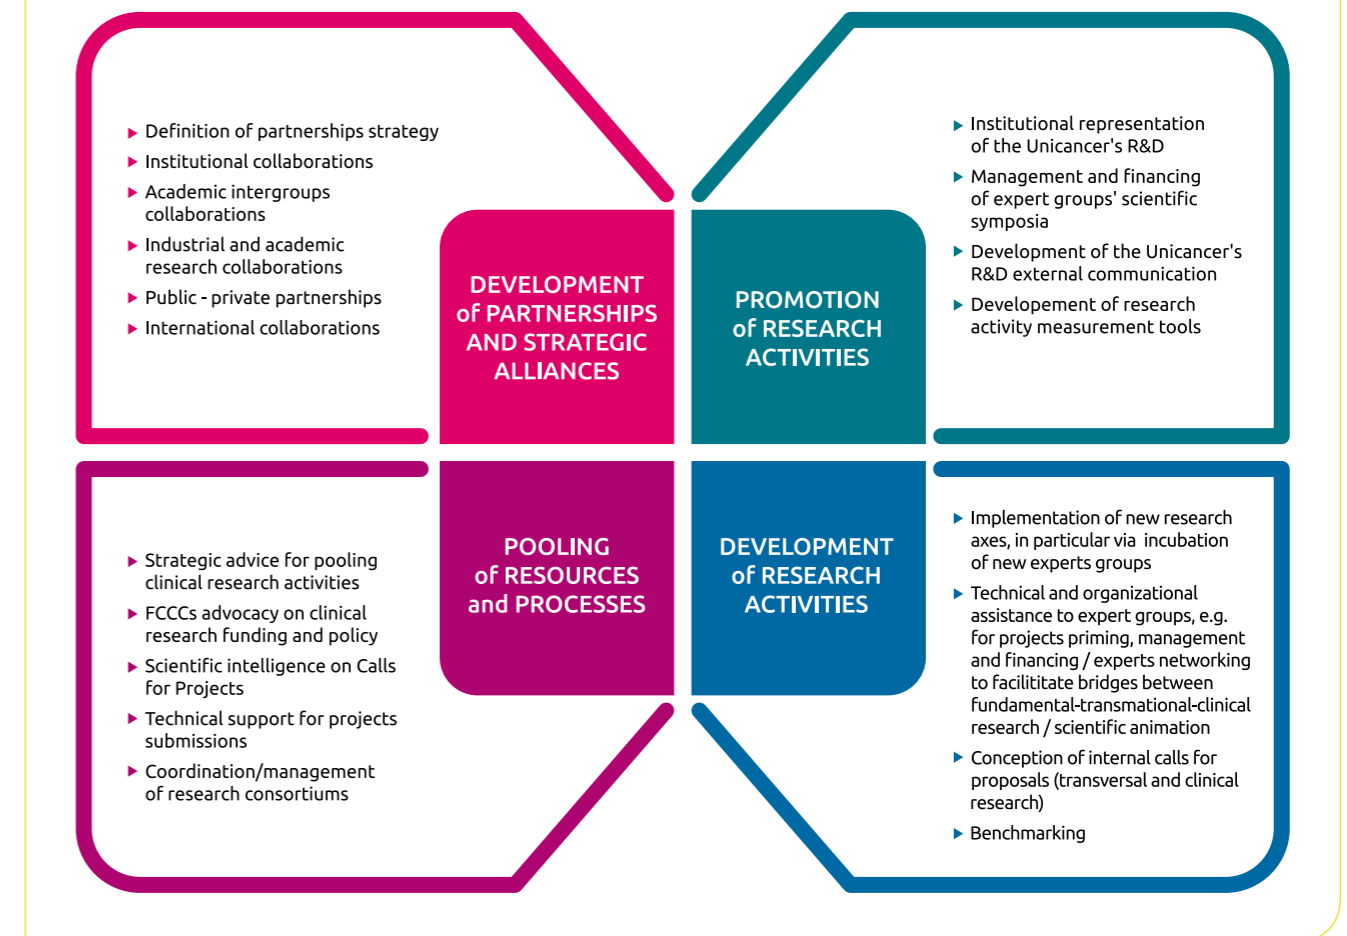 ▶ Definition of partnerships strategy
▶ Institutional collaborations
▶ Academic intergroups
collaborations
▶ Industrial and academic
research collaborations
▶ Public - private partnerships
▶ International collaborations
DEVELOPMENT
of PARTNERSHIPS
AND STRATEGIC
ALLIANCES
PROMOTION
of RESEARCH
ACTIVITIES
▶ Institutional representation
of the Unicancer's R&D
▶ Management and financing
of expert groups' scientific
symposia
▶ Development of the Unicancer's
R&D external communication
▶ Developement of research
activity measurement tools
▶ Strategic advice for pooling
clinical research activities
▶ FCCCs advocacy on clinical
research funding and policy
▶ Scientific intelligence on Calls
for Projects
▶ Technical support for projects
submissions
▶ Coordination/management
of research consortiums
POOLING
of RESOURCES
and PROCESSES
DEVELOPMENT
of RESEARCH
ACTIVITIES
▶ Implementation of new research
axes, in particular via incubation
of new experts groups
▶ Technical and organizational
assistance to expert groups, e.g.
for projects priming, management
and financing / experts networking
to facilititate bridges between
fundamental-transmational-clinical
research / scientific animation
▶ Conception of internal calls for
proposals (transversal and clinical
research)
▶ Benchmarking